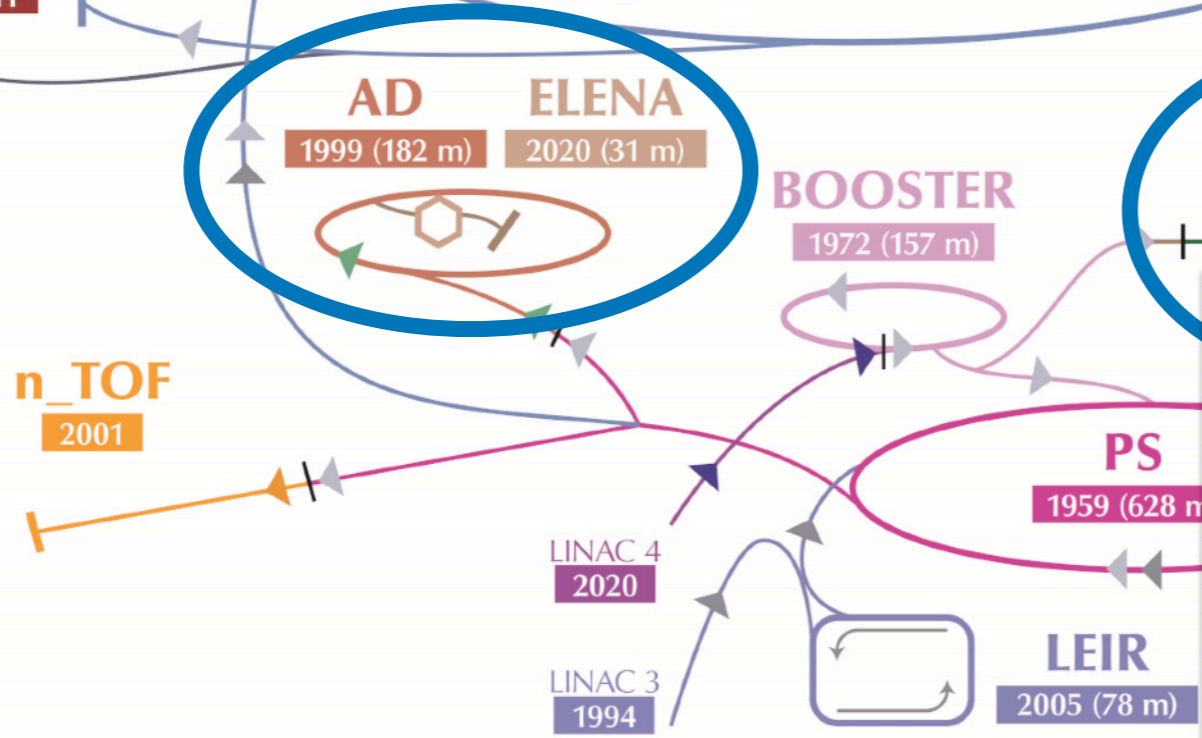 AD
1999 (182 m)
ELENA
2020 (31 m)
BOOSTER
1972 (157 m)
n_TOF
2001
PS
1959 (628 m
LINAC 4
2020
LEIR
2005 (78 m)
LINAC 3
1994